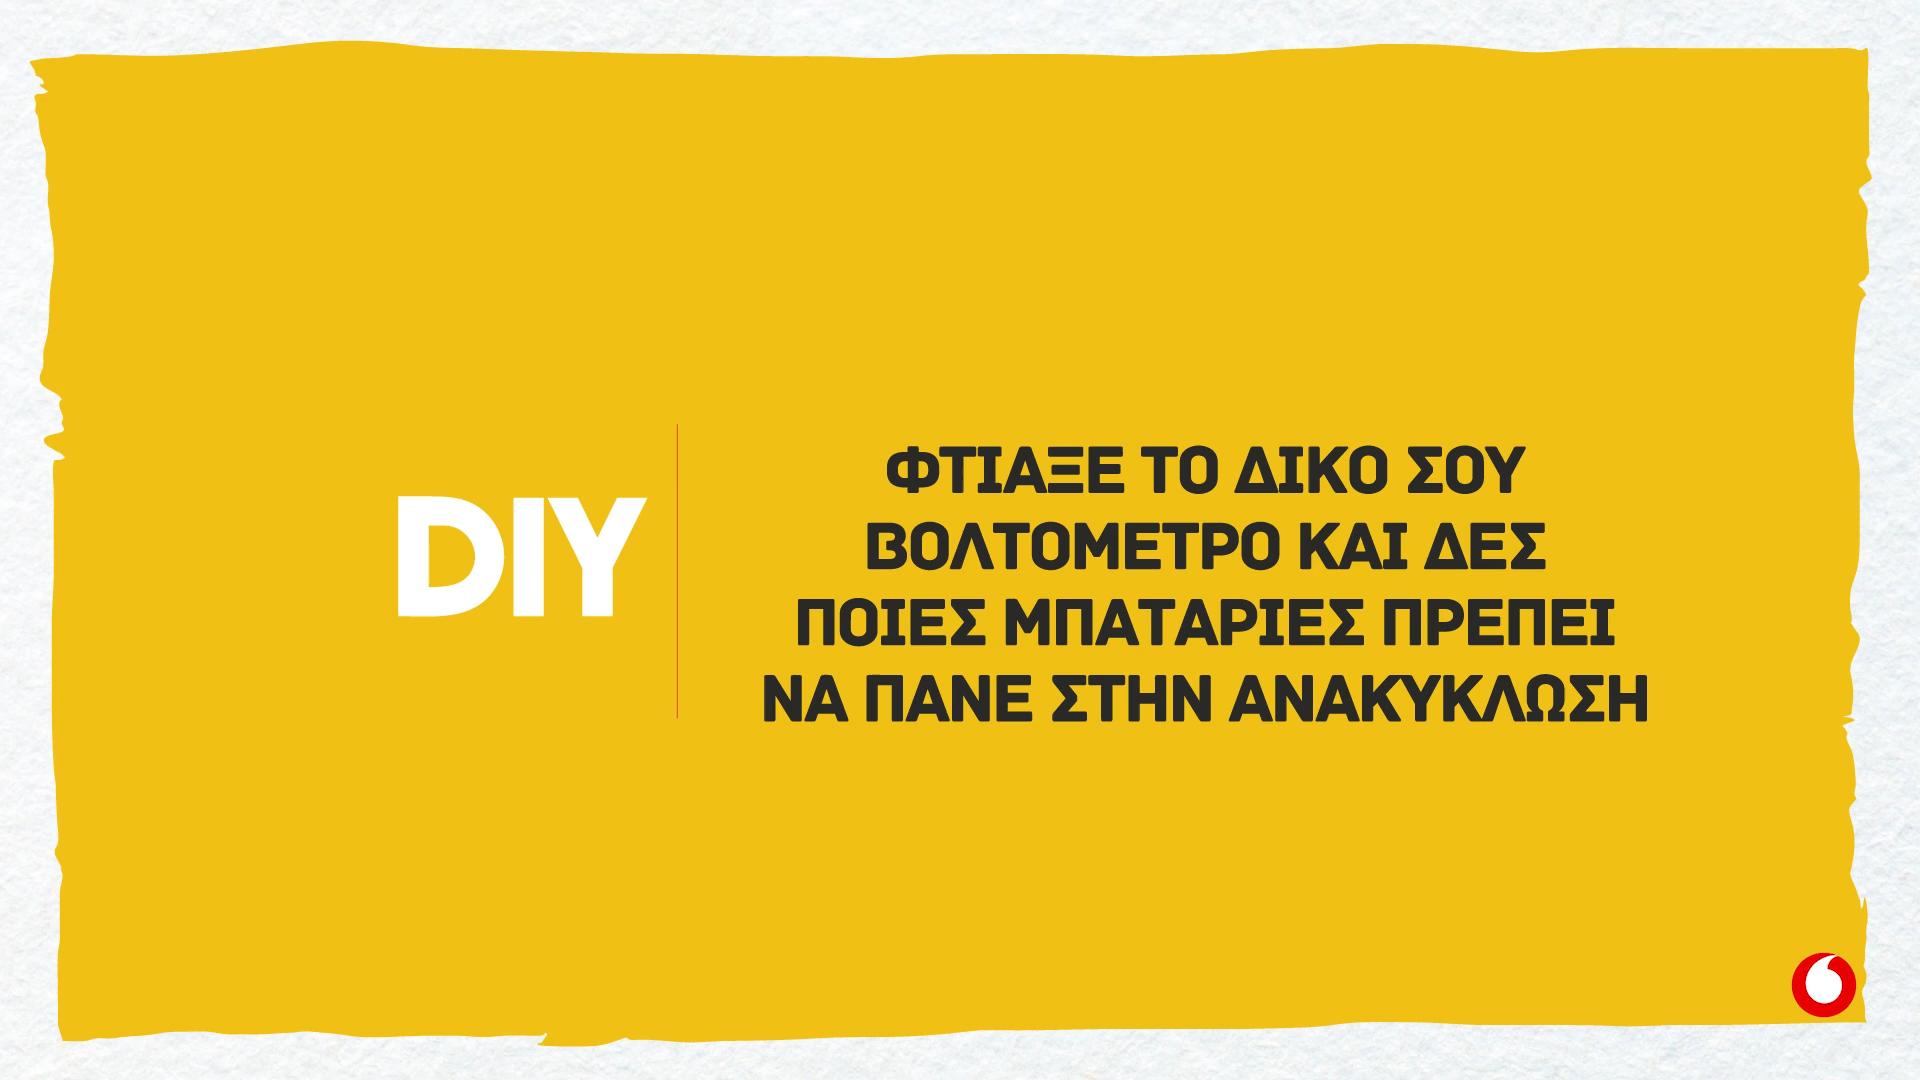 DIY
ΦΤΙΑΞΕ ΤΟ ΔΙΚΟ ΣΟΥ
ΒΟΛΤΟΜΕΤΡΟ ΚΑΙ ΔΕΣ
ΠΟΙΕΣ ΜΠΑΤΑΡΙΕΣ ΠΡΕΠΕΙ
ΝΑ ΠΑΝΕ ΣΤΗΝ ΑΝΑΚΥΚΛΩΣΗ